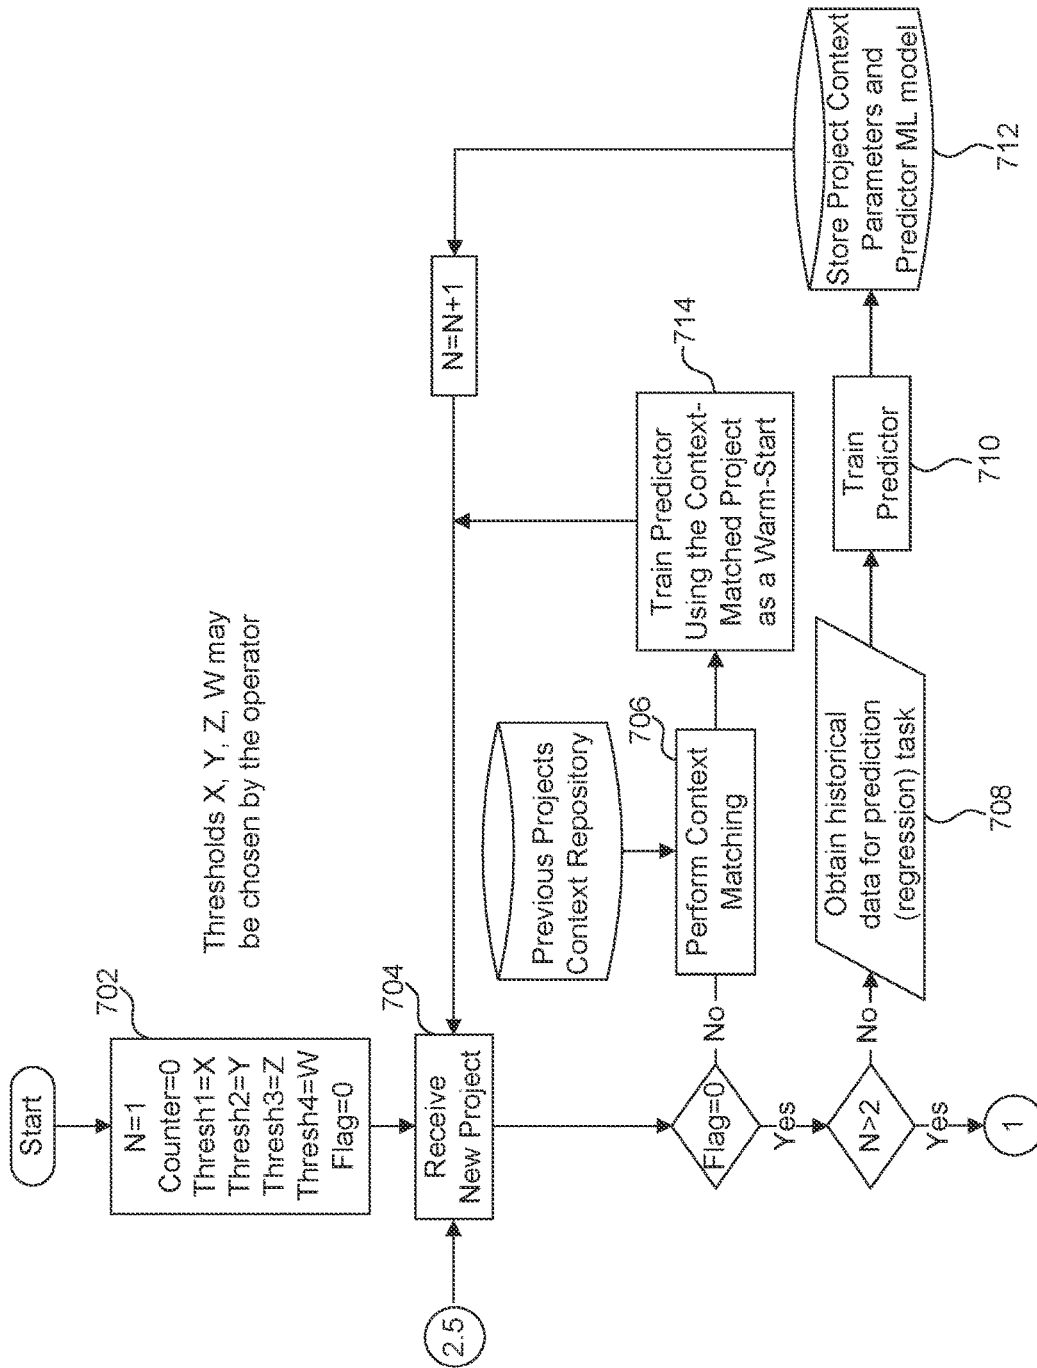 Start
702
N=1
Counter=0
Thresh1=X
Thresh2=Y
Thresh3=Z
Thresh4=W
Flag=0
Thresholds X, Y, Z, W may
be chosen by the operator
2.5
704
Receive
New Project
N=N+1
Previous Projects
Context Repository
Flag=0
No
Yes
706
Perform Context
Matching
714
Train Predictor
Using the Context-
Matched Project
as a Warm-Start
N>2
No
Yes
Obtain historical
data for prediction
(regression) task
708
Train
Predictor
710
Store Project Context
Parameters and
Predictor ML model
712
1